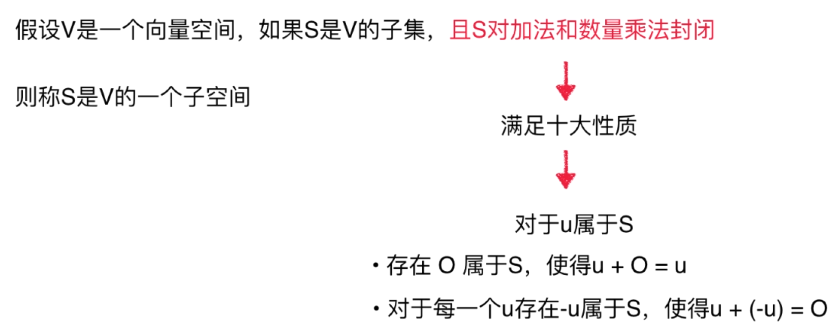 假设V是一个向量空间，如果S是V的子集，且S对加法和数量乘法封闭
则称S是V的一个子空间
满足十大性质
对于u属于S
• 存在 O 属于S，使得u + O = u
• 对于每一个u存在-u属于S，使得u + (-u) = O